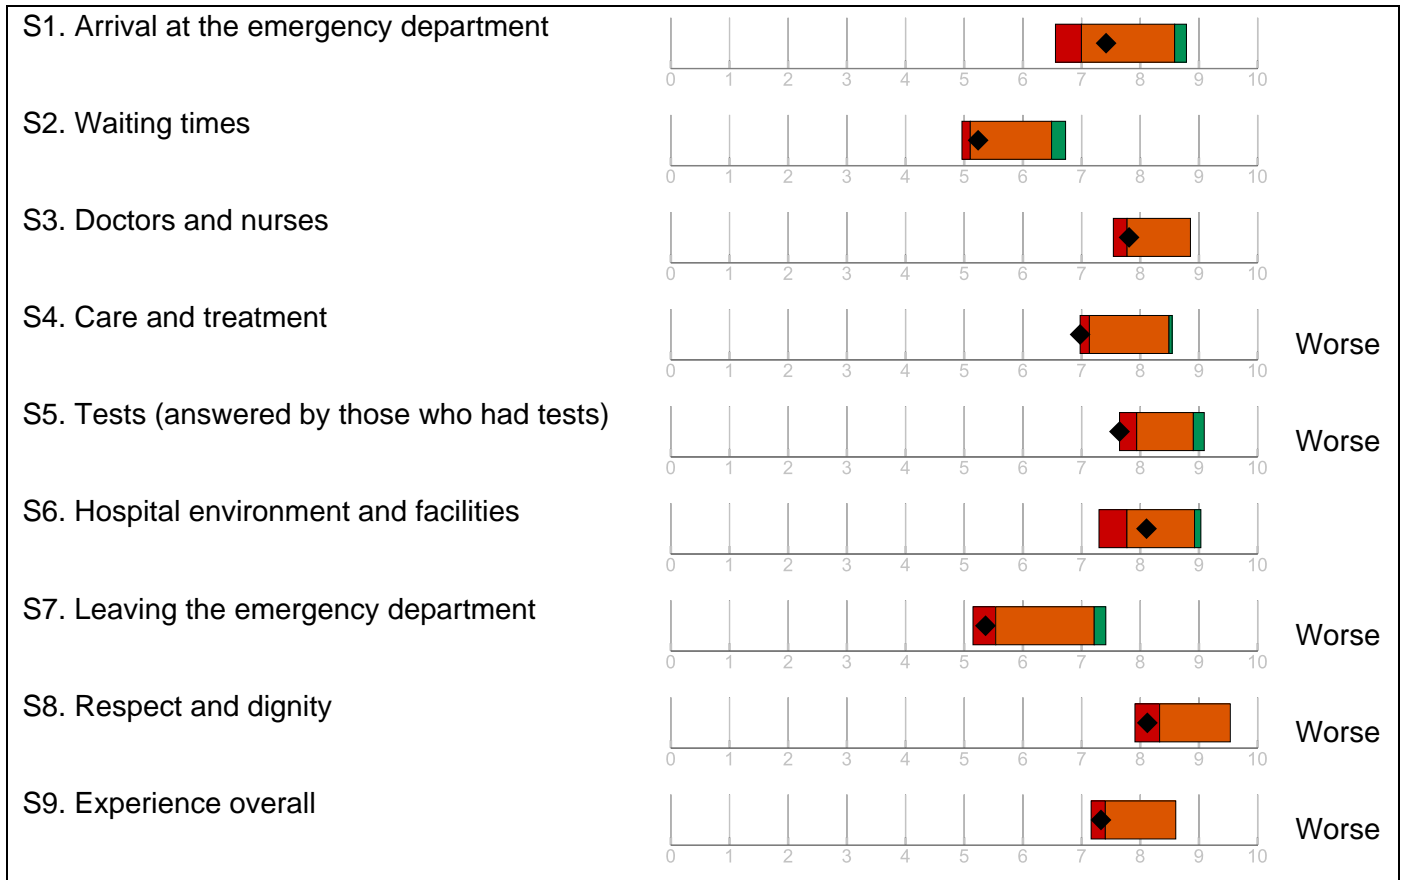 S1. Arrival at the emergency department
0 1 2 3 4 5 6 7 8 9 10
S2. Waiting times
0 1 2 3 4 5 6 7 8 9 10
S3. Doctors and nurses
0 1 2 3 4 5 6 7 8 9 10
S4. Care and treatment
Worse
0 1 2 3 4 5 6 7 8 9 10
S5. Tests (answered by those who had tests)
Worse
0 1 2 3 4 5 6 7 8 9 10
S6. Hospital environment and facilities
0 1 2 3 4 5 6 7 8 9 10
S7. Leaving the emergency department
Worse
0 1 2 3 4 5 6 7 8 9 10
S8. Respect and dignity
Worse
0 1 2 3 4 5 6 7 8 9 10
S9. Experience overall
Worse
0 1 2 3 4 5 6 7 8 9 10